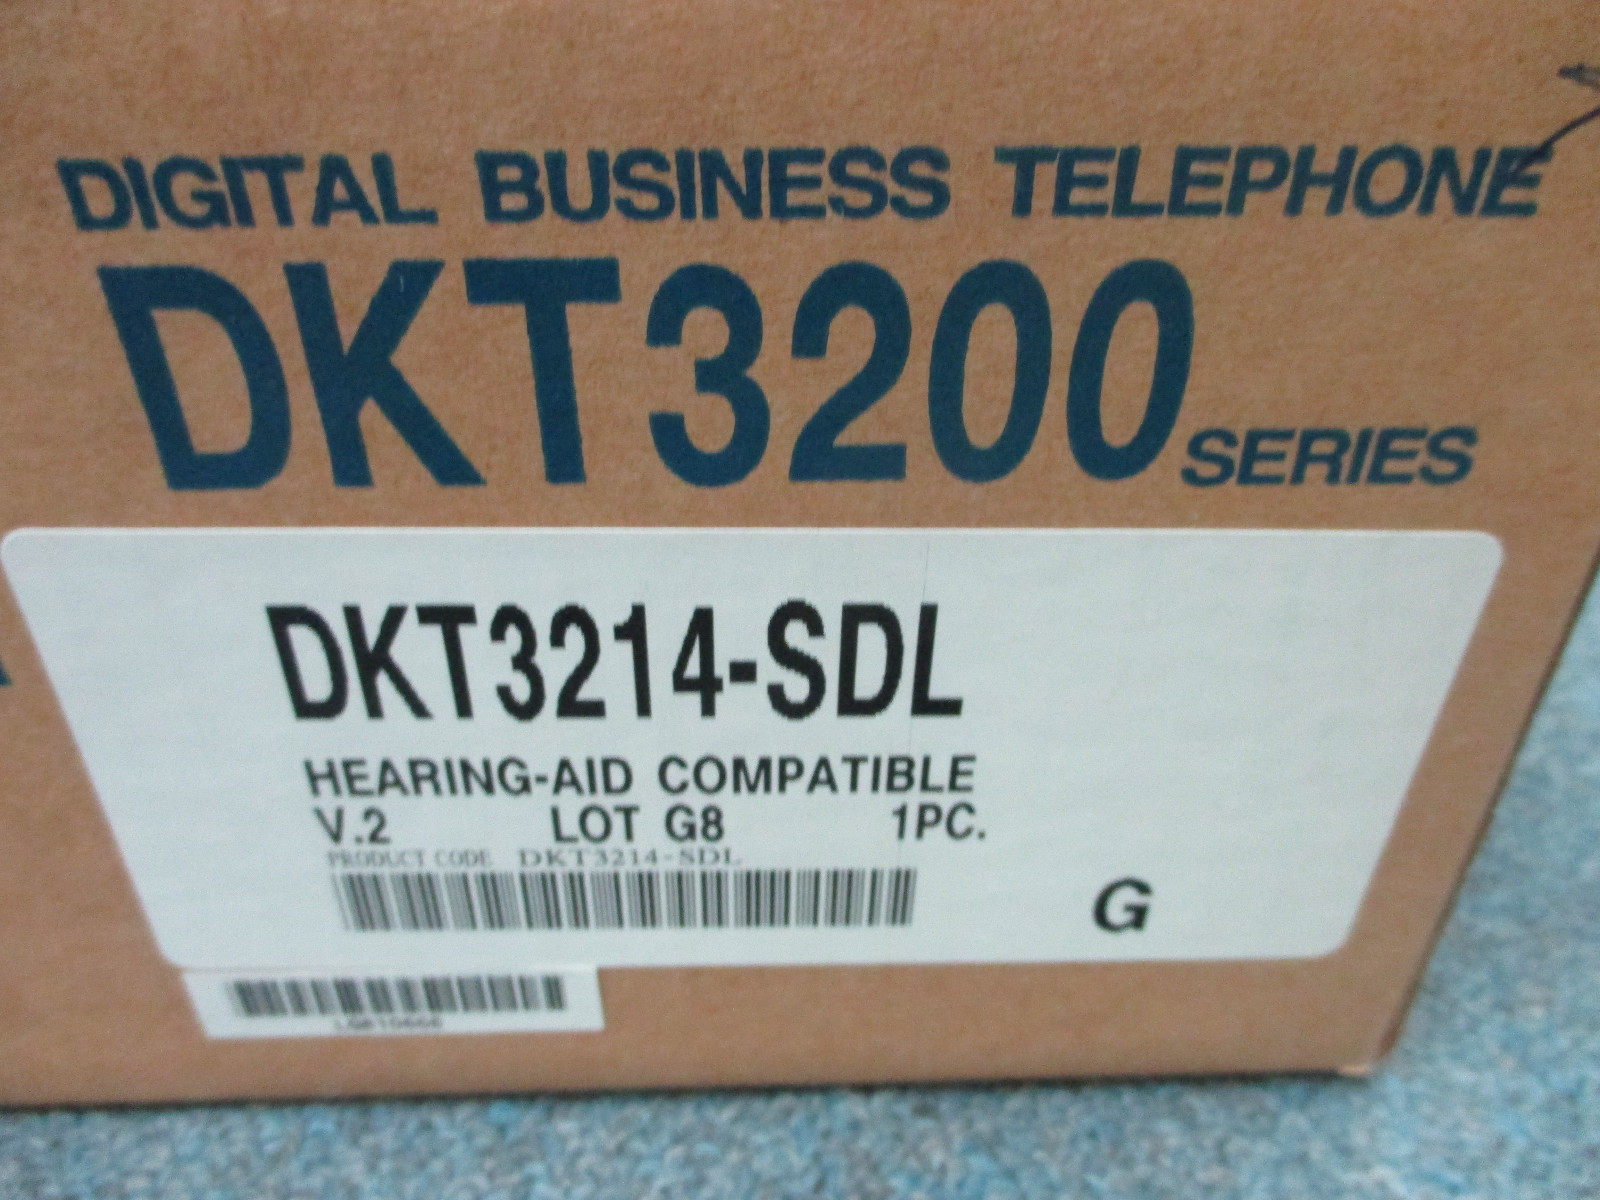 DIGITAL BUSINESS TELEPHONE
DKT3200 SERIES
DKT3214-SDL
HEARING-AID COMPATIBLE
V.2 LOT G8 1PC.
PRODUCT CODE DKT3214-SDL
G